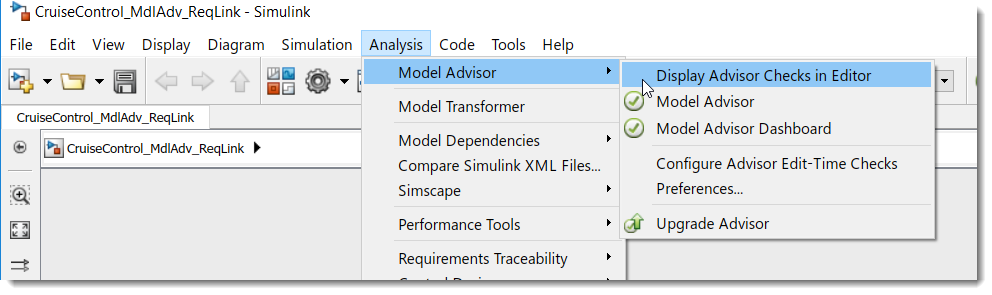 CruiseControl_MdlAdv_ReqLink - Simulink
File Edit View Display Diagram Simulation Analysis Code Tools Help
Model Advisor
Display Advisor Checks in Editor
Model Advisor
Model Advisor Dashboard
Configure Advisor Edit-Time Checks
Preferences...
Upgrade Advisor
Model Transformer
Model Dependencies
Compare Simulink XML Files...
Simscape
Performance Tools
Requirements Traceability
CruiseControl_MdlAdv_ReqLink
CruiseControl_MdlAdv_ReqLink